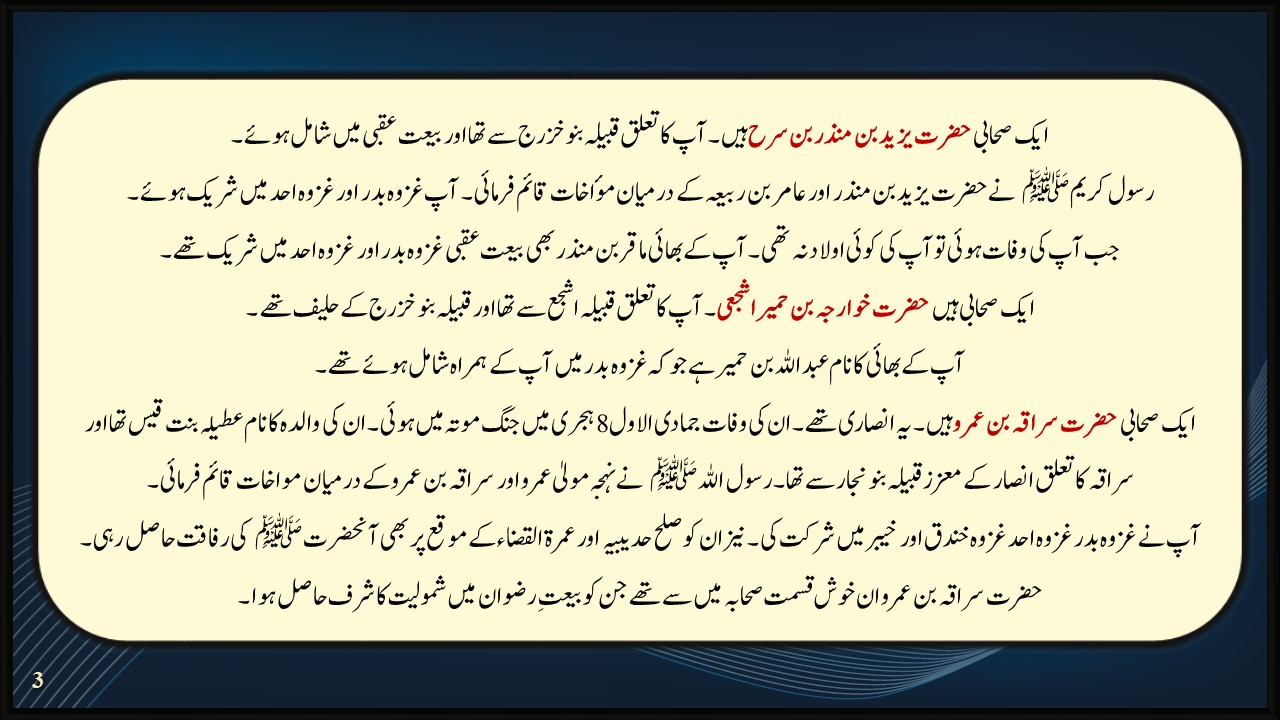 ایک صحابی حضرت یزید بن منذر بن سرح ہیں۔ آپ کا تعلق قبیلہ بنو خزرج سے تھا اور بیعت عقبی میں شامل ہوئے۔
رسول کریم ﷺ نے حضرت یزید بن منذر اور عامر بن ربیعہ کے درمیان مؤاخات قائم فرمائی۔ آپ غزوہ بدر اور غزوہ احد میں شریک ہوئے۔
جب آپ کی وفات ہوئی تو آپ کی کوئی اولاد نہ تھی۔ آپ کے بھائی ماقر بن منذر بھی بیعت عقبی غزوہ بدر اور غزوہ احد میں شریک تھے۔
ایک صحابی ہیں حضرت خوارجہ بن حمیر اشجعی۔ آپ کا تعلق قبیلہ اشجع سے تھا اور قبیلہ بنو خزرج کے حلیف تھے۔
آپ کے بھائی کا نام عبد اللہ بن حمیر ہے جو کہ غزوہ بدر میں آپ کے ہمراہ شامل ہوئے تھے۔
ایک صحابی حضرت سراقہ بن عمرو ہیں۔ یہ انصاری تھے۔ ان کی وفات جمادی الاول 8 ہجری میں جنگ موتہ میں ہوئی۔ ان کی والدہ کا نام عطیلہ بنت قیس تھا اور
سراقہ کا تعلق انصار کے معزز قبیلہ بنو نجار سے تھا۔ رسول اللہ ﷺ نے نہجہ مولیٰ عمرو اور سراقہ بن عمرو کے درمیان مواخات قائم فرمائی۔
آپ نے غزوہ بدر غزوہ احد غزوہ خندق اور خیبر میں شرکت کی۔ نیز ان کو صلح حدیبیہ اور عمرۃ القضاء کے موقع پر بھی آنحضرت ﷺ کی رفاقت حاصل رہی۔
حضرت سراقہ بن عمرو ان خوش قسمت صحابہ میں سے تھے جن کو بیعتِ رضوان میں شمولیت کا شرف حاصل ہوا۔
3